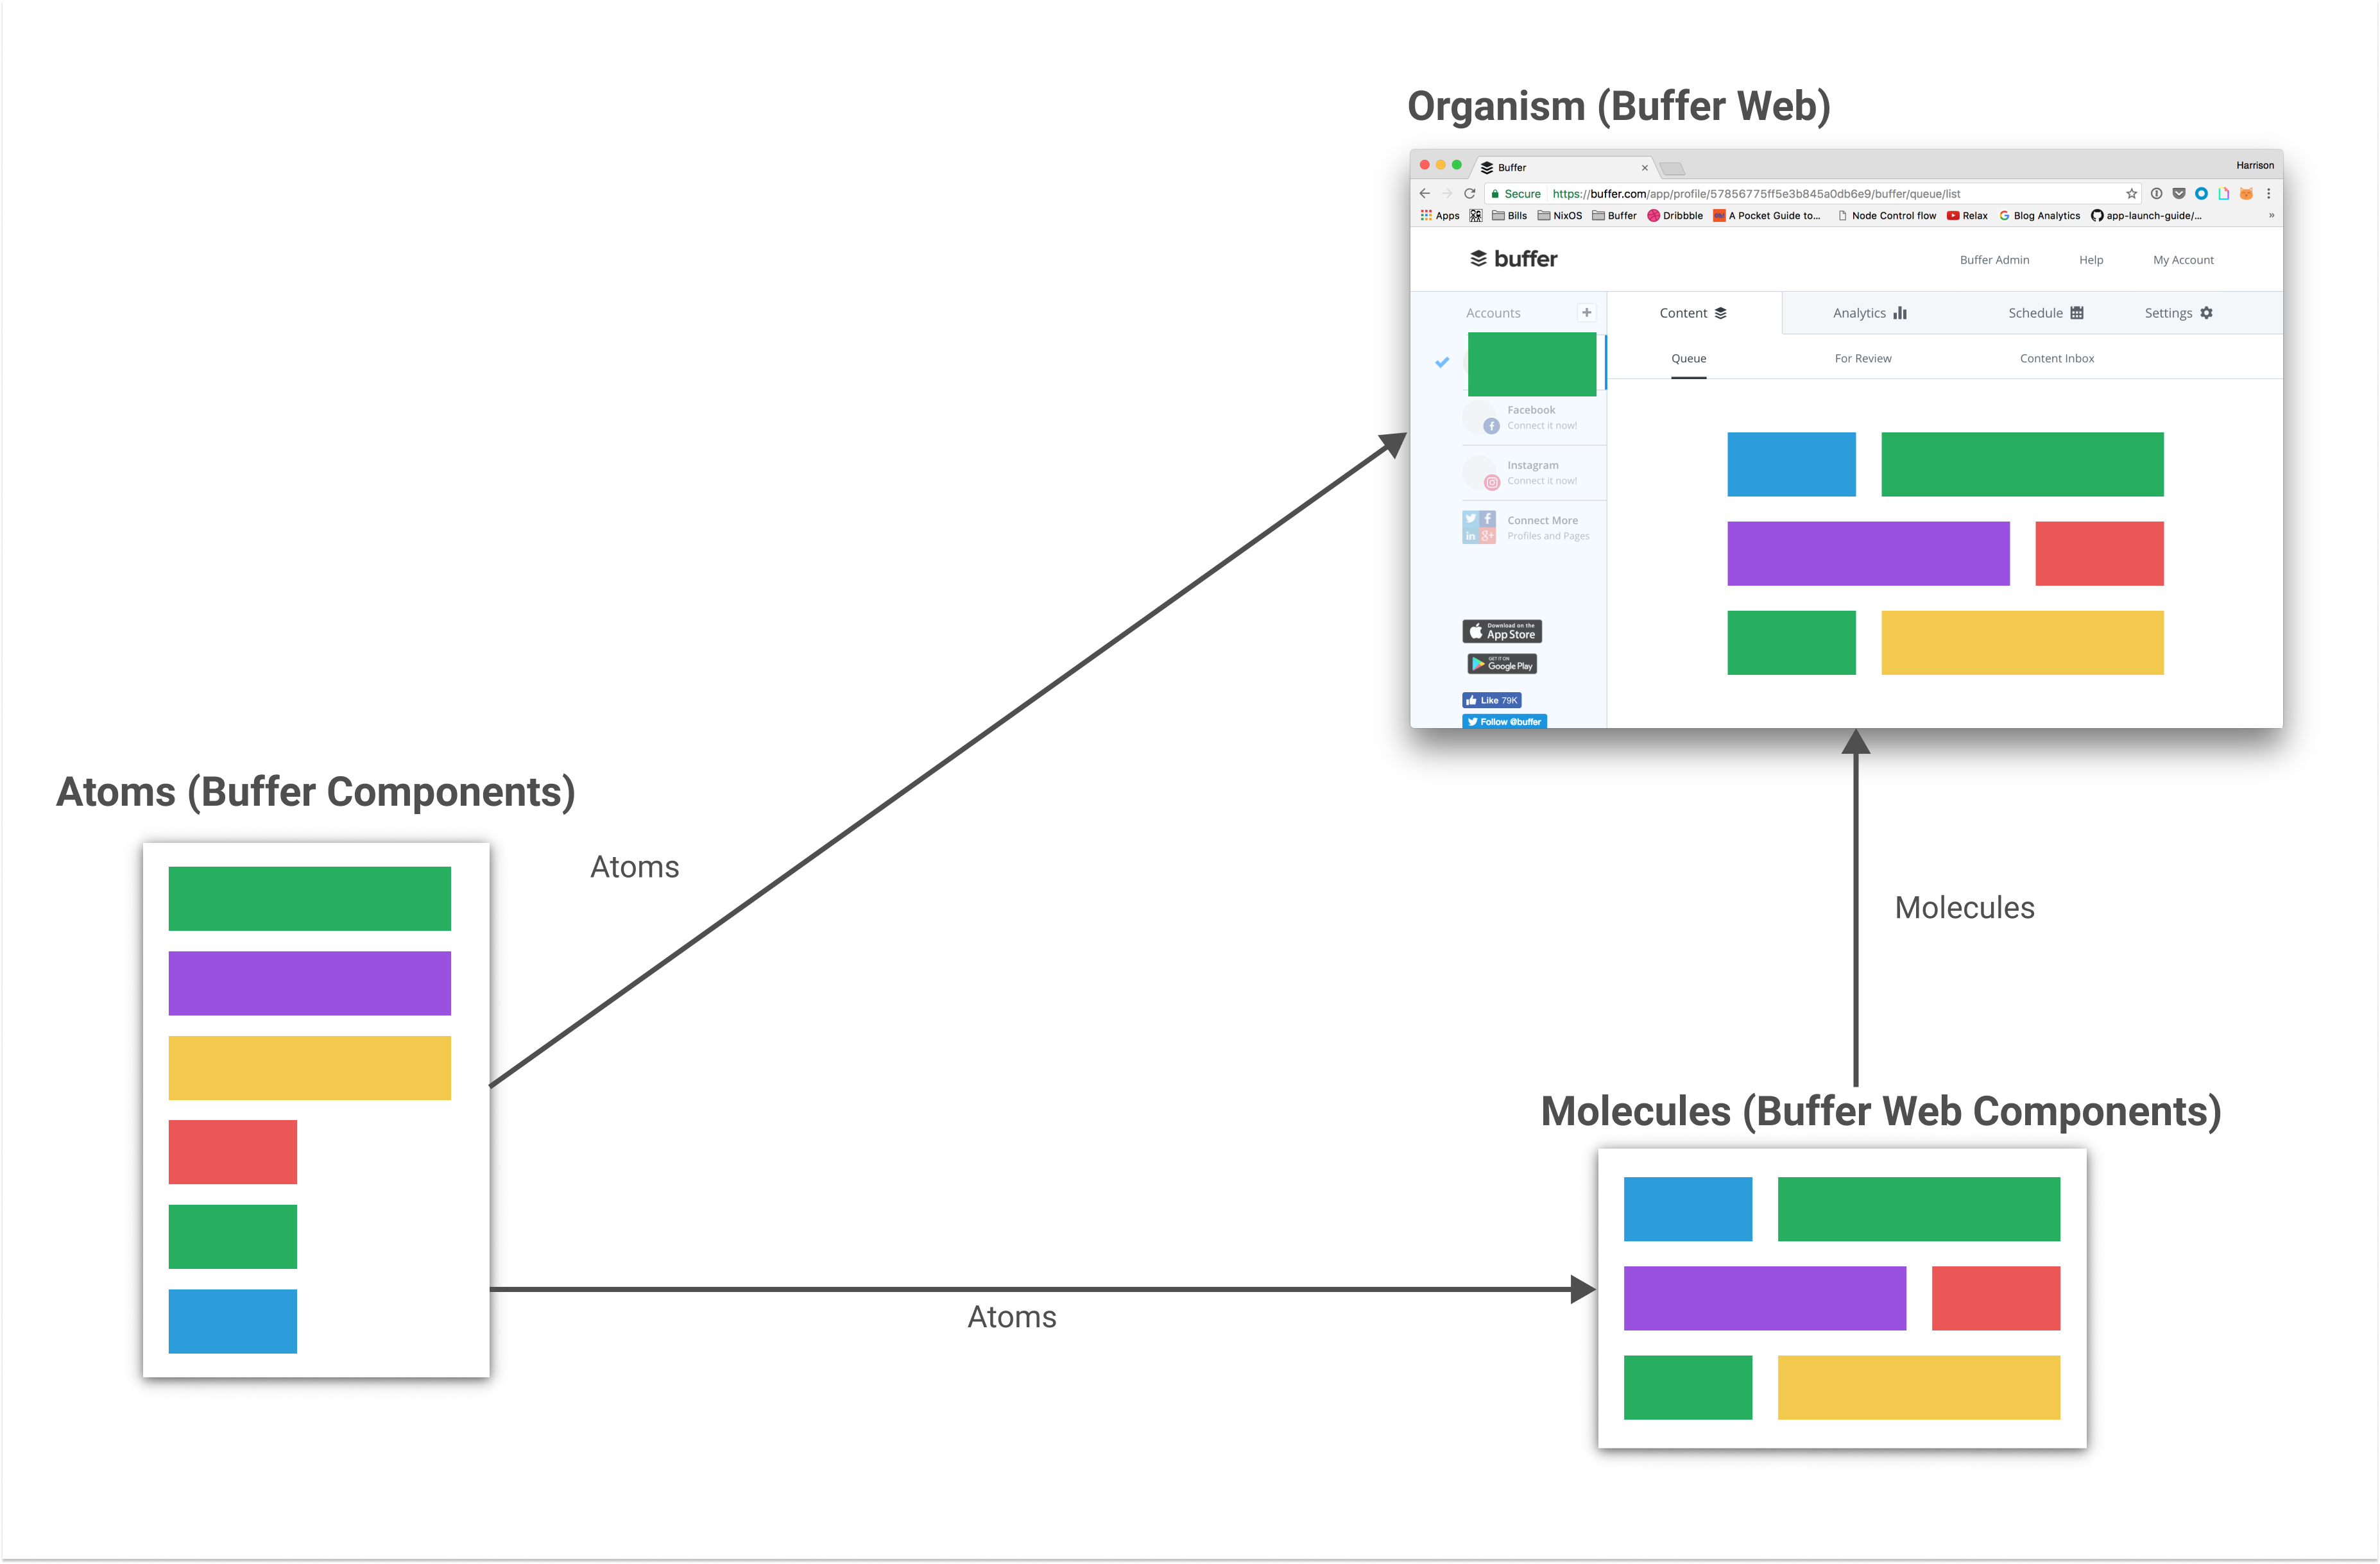 Organism (Buffer Web)
Buffer
Harrison
Secure https://buffer.com/app/profile/57856775ff5e3b845a0db6e9/buffer/queue/list
Apps Bills NixOS Buffer Dribbble A Pocket Guide to... Node Control flow Relax Blog Analytics app-launch-guide/... »
buffer
Buffer Admin Help My Account
Accounts +
Content Analytics Schedule Settings
Queue For Review Content Inbox
Facebook
Connect it now!
Instagram
Connect it now!
Connect More
Profiles and Pages
Download on the
App Store
GET IT ON
Google Play
Like 79K
Follow @buffer
Atoms (Buffer Components)
Atoms
Molecules
Molecules (Buffer Web Components)
Atoms